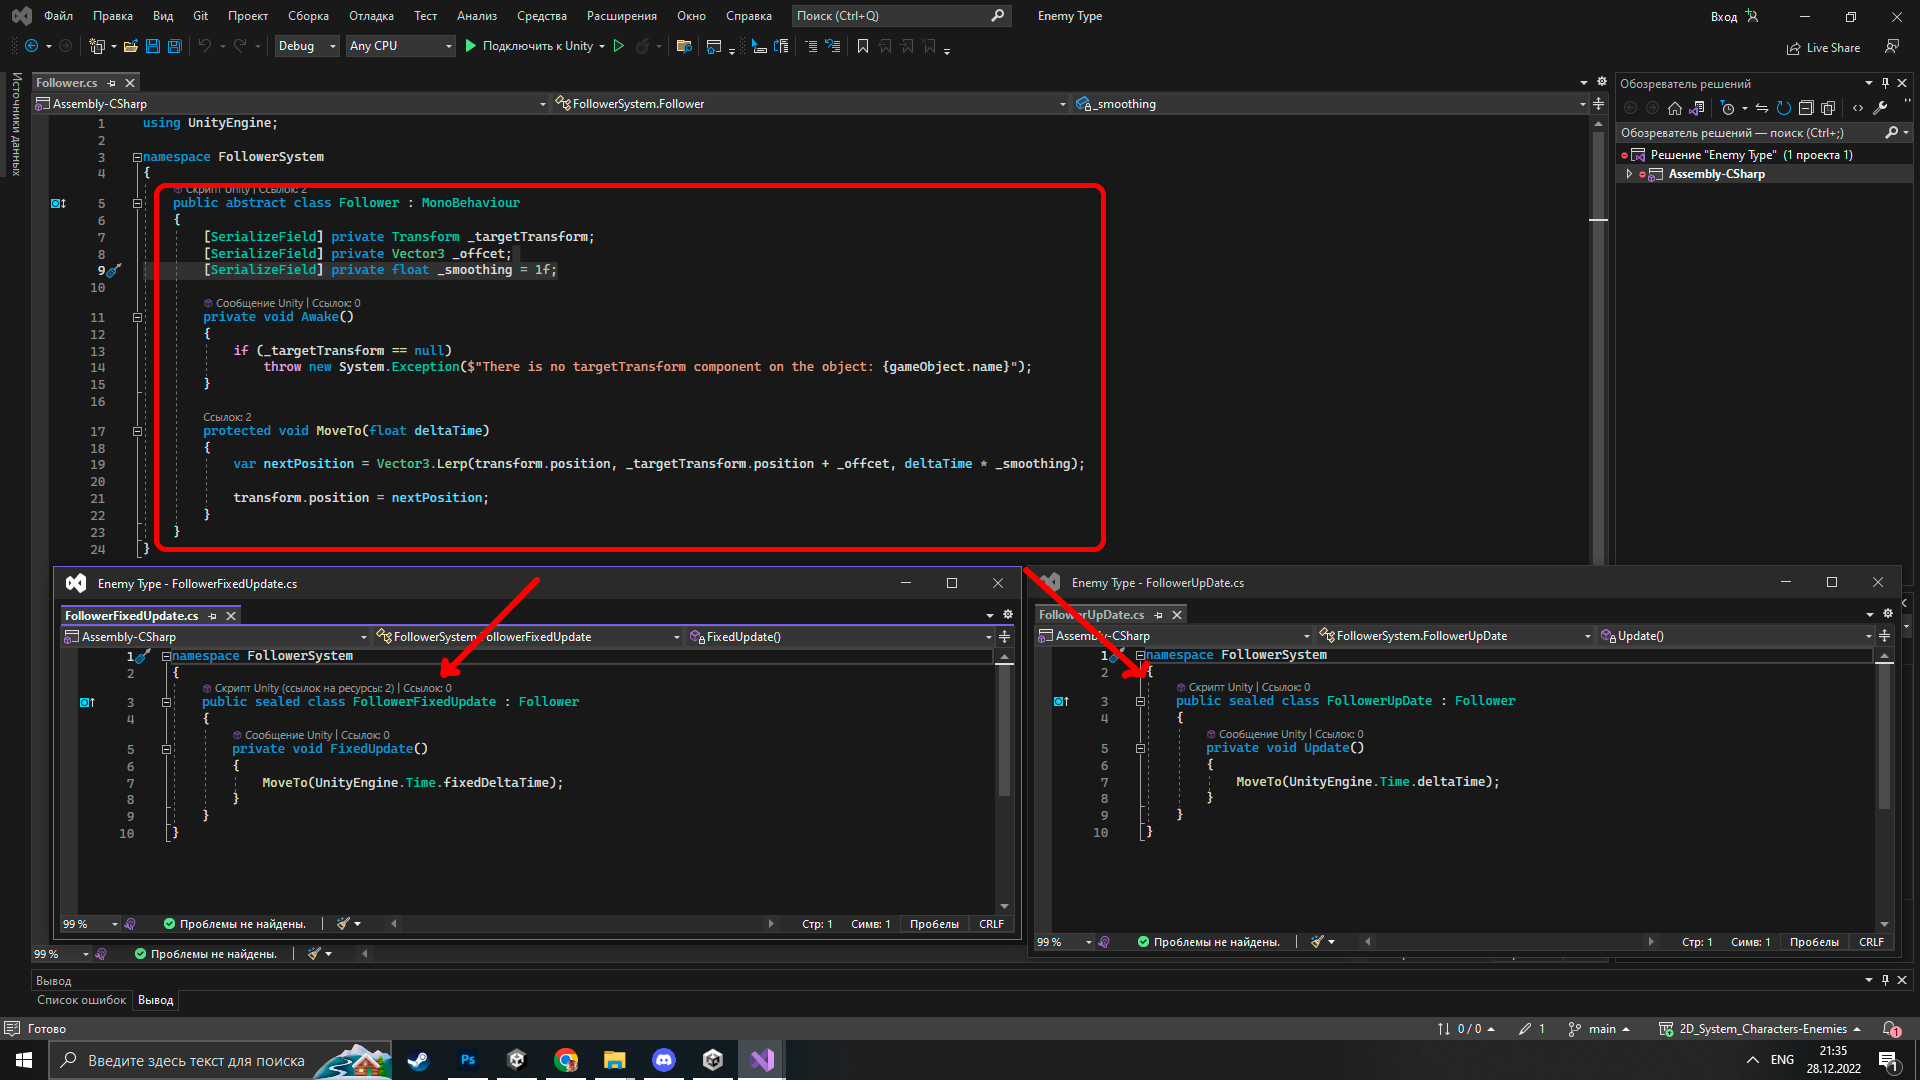 Файл Правка Вид Git Проект Сборка Отладка Тест Анализ Средства Расширения Окно Справка Поиск (Ctrl+Q) Enemy Type Вход
Debug Any CPU Подключить к Unity Live Share
Источники данных
Follower.cs
Assembly-CSharp FollowerSystem.Follower _smoothing
1 using UnityEngine;
2
3 namespace FollowerSystem
4 {
Скрипт Unity | Ссылок: 2
5 public abstract class Follower : MonoBehaviour
6 {
7 [SerializeField] private Transform _targetTransform;
8 [SerializeField] private Vector3 _offcet;
9 [SerializeField] private float _smoothing = 1f;
10
Сообщение Unity | Ссылок: 0
11 private void Awake()
12 {
13 if (_targetTransform == null)
14 throw new System.Exception($"There is no targetTransform component on the object: {gameObject.name}");
15 }
16
Ссылок: 2
17 protected void MoveTo(float deltaTime)
18 {
19 var nextPosition = Vector3.Lerp(transform.position, _targetTransform.position + _offcet, deltaTime * _smoothing);
20
21 transform.position = nextPosition;
22 }
23 }
24 }
Обозреватель решений
Обозреватель решений — поиск (Ctrl+;)
Решение "Enemy Type" (1 проекта 1)
Assembly-CSharp
Enemy Type - FollowerFixedUpdate.cs
FollowerFixedUpdate.cs
Assembly-CSharp FollowerSystem.FollowerFixedUpdate FixedUpdate()
1 namespace FollowerSystem
2 {
Скрипт Unity (ссылок на ресурсы: 2) | Ссылок: 0
3 public sealed class FollowerFixedUpdate : Follower
4 {
Сообщение Unity | Ссылок: 0
5 private void FixedUpdate()
6 {
7 MoveTo(UnityEngine.Time.fixedDeltaTime);
8 }
9 }
10 }
99 % Проблемы не найдены. Стр: 1 Симв: 1 Пробелы CRLF
Enemy Type - FollowerUpDate.cs
FollowerUpDate.cs
Assembly-CSharp FollowerSystem.FollowerUpDate Update()
1 namespace FollowerSystem
2 {
Скрипт Unity | Ссылок: 0
3 public sealed class FollowerUpDate : Follower
4 {
Сообщение Unity | Ссылок: 0
5 private void Update()
6 {
7 MoveTo(UnityEngine.Time.deltaTime);
8 }
9 }
10 }
99 % Проблемы не найдены. Стр: 1 Симв: 1 Пробелы CRLF
99 % Проблемы не найдены.
Вывод
Список ошибок Вывод
Готово 0 / 0 1 main 2D_System_Characters-Enemies 1
Введите здесь текст для поиска Ps ENG 21:35
28.12.2022 1